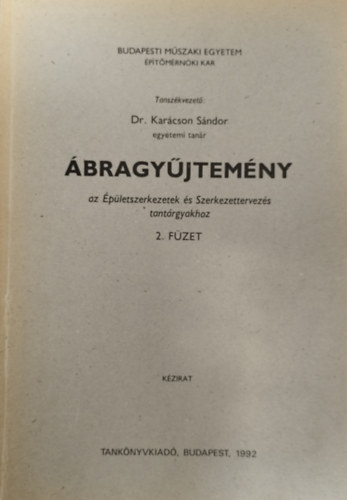 BUDAPESTI MŰSZAKI EGYETEM
ÉPÍTŐMÉRNÖKI KAR
Tanszékvezető:
Dr. Karácson Sándor
egyetemi tanár
ÁBRAGYŰJTEMÉNY
az Épületszerkezetek és Szerkezettervezés
tantárgyakhoz
2. FÜZET
KÉZIRAT
TANKÖNYVKIADÓ, BUDAPEST, 1992